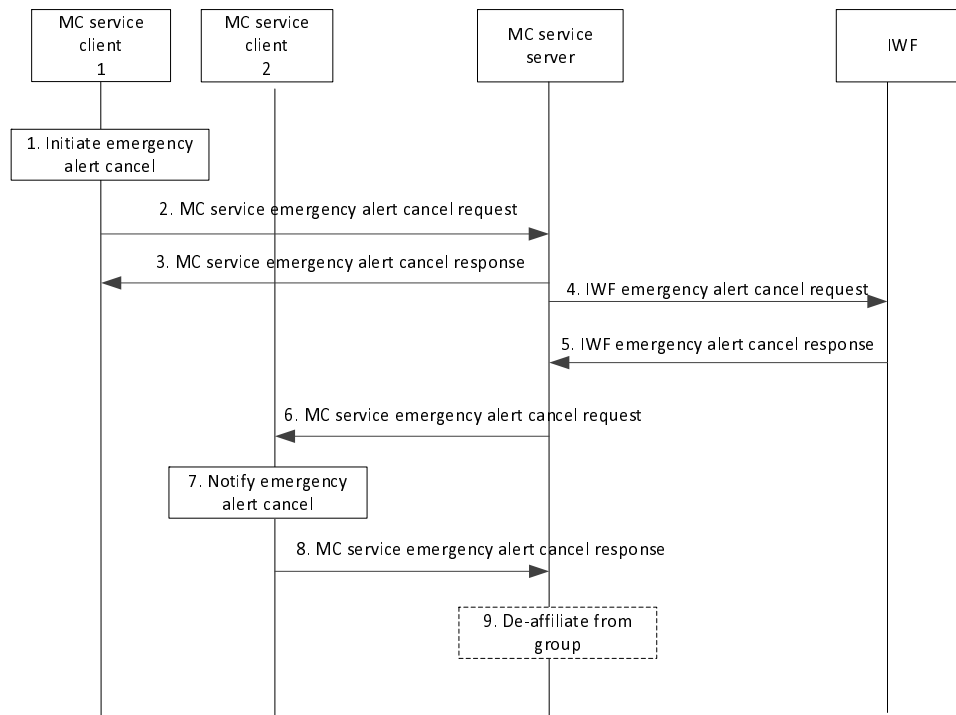 MC service
client
1
MC service
client
2
MC service
server
IWF
1. Initiate emergency
alert cancel
2. MC service emergency alert cancel request
3. MC service emergency alert cancel response
4. IWF emergency alert cancel request
5. IWF emergency alert cancel response
6. MC service emergency alert cancel request
7. Notify emergency
alert cancel
8. MC service emergency alert cancel response
9. De-affiliate from
group